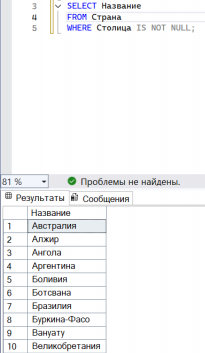 3 SELECT Название
4 FROM Страна
5 WHERE Столица IS NOT NULL;
81 % Проблемы не найдены.
Результаты Сообщения
Название
1 Австралия
2 Алжир
3 Ангола
4 Аргентина
5 Боливия
6 Ботсвана
7 Бразилия
8 Буркина-Фасо
9 Вануату
10 Великобретания